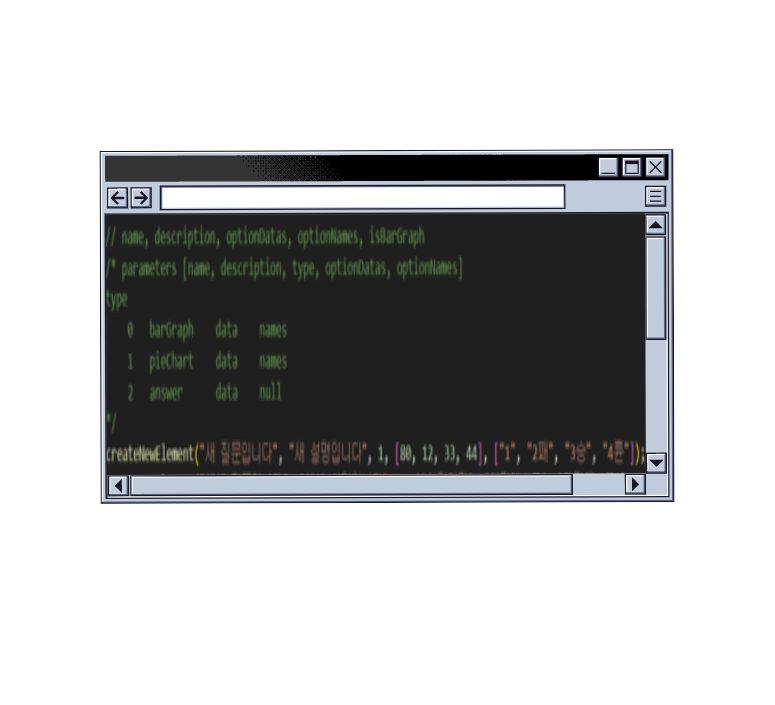 // name, description, optionDatas, optionNames, isBarGraph
/* parameters [name, description, type, optionDatas, optionNames]
type
0 barGraph data names
1 pieChart data names
2 answer data null
*/
createNewElement("새 질문입니다", "새 설명입니다", 1, [80, 12, 33, 44], ["1", "2패", "3승", "4륜"]);